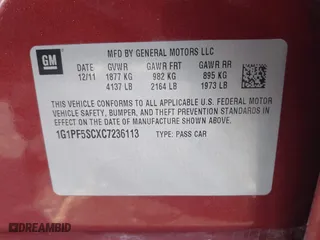 GM
MFD BY GENERAL MOTORS LLC
DATE GVWR GAWR FRT GAWR RR
12/11 1877 KG 982 KG 895 KG
4137 LB 2164 LB 1973 LB
THIS VEHICLE CONFORMS TO ALL APPLICABLE U.S. FEDERAL MOTOR
VEHICLE SAFETY, BUMPER, AND THEFT PREVENTION STANDARDS
IN EFFECT ON THE DATE OF MANUFACTURE SHOWN ABOVE.
1G1PF5SCXC7236113 TYPE: PASS CAR
DREAMBID